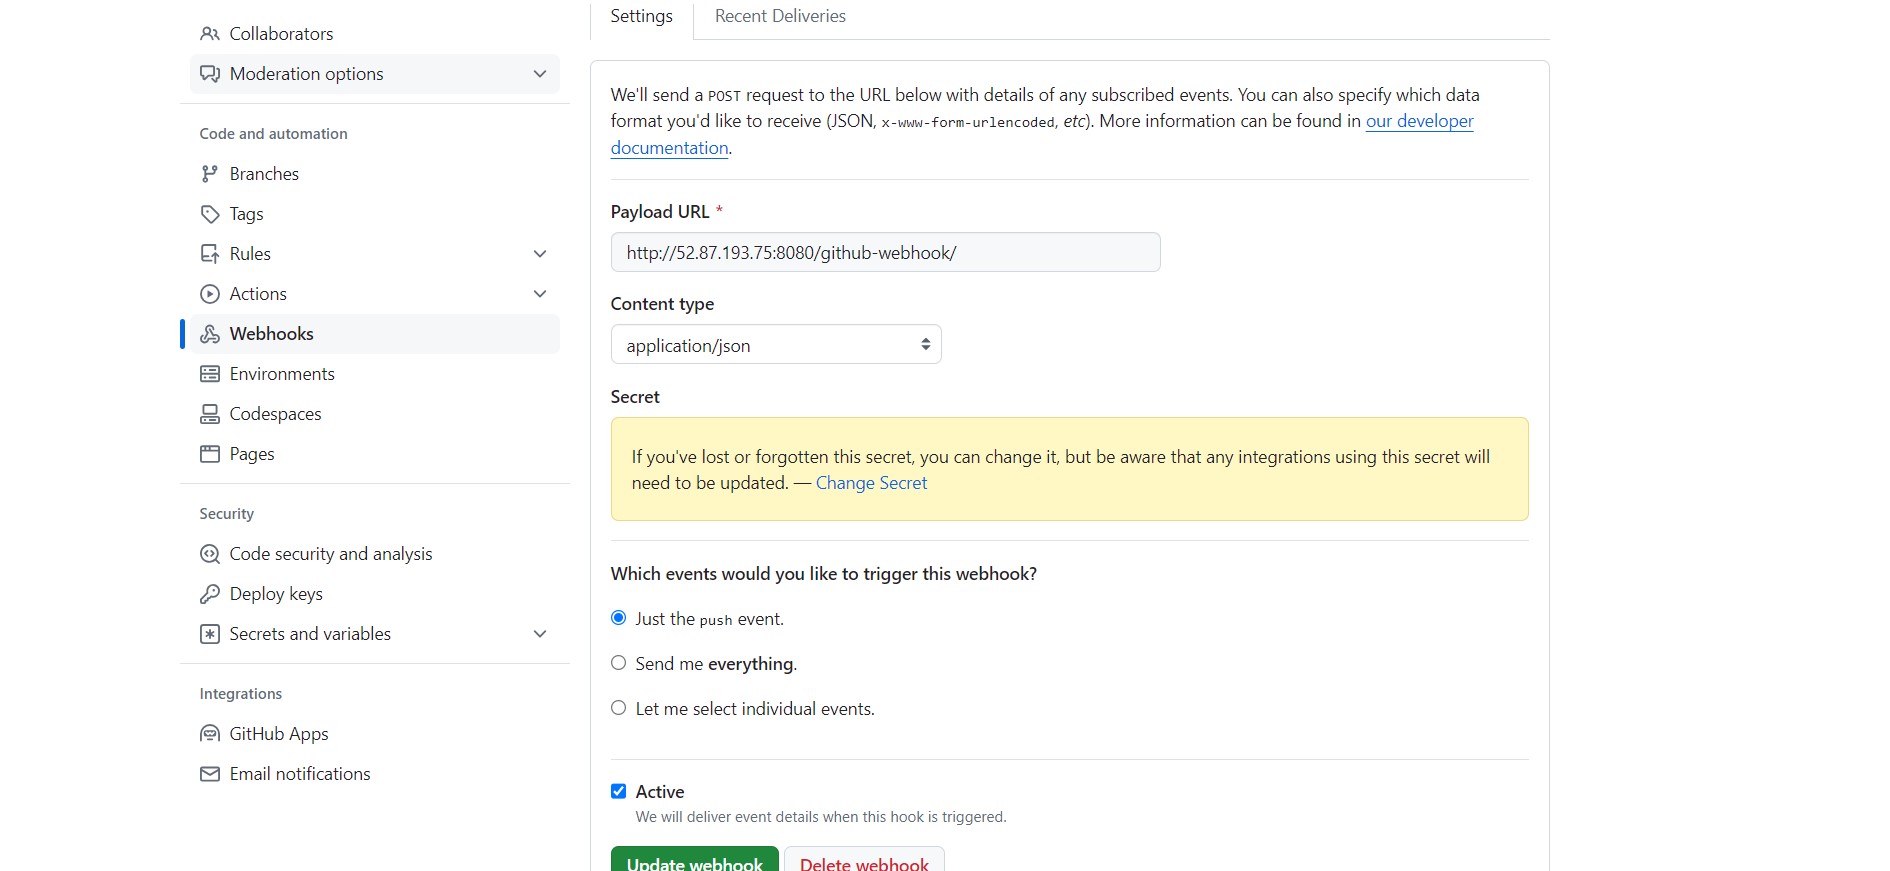 Collaborators
Moderation options
Code and automation
Branches
Tags
Rules
Actions
Webhooks
Environments
Codespaces
Pages
Security
Code security and analysis
Deploy keys
Secrets and variables
Integrations
GitHub Apps
Email notifications
Settings
Recent Deliveries
We'll send a POST request to the URL below with details of any subscribed events. You can also specify which data
format you'd like to receive (JSON, x-www-form-urlencoded, etc). More information can be found in our developer
documentation.
Payload URL *
http://52.87.193.75:8080/github-webhook/
Content type
application/json
Secret
If you've lost or forgotten this secret, you can change it, but be aware that any integrations using this secret will
need to be updated. — Change Secret
Which events would you like to trigger this webhook?
Just the push event.
Send me everything.
Let me select individual events.
Active
We will deliver event details when this hook is triggered.
Update webhook
Delete webhook